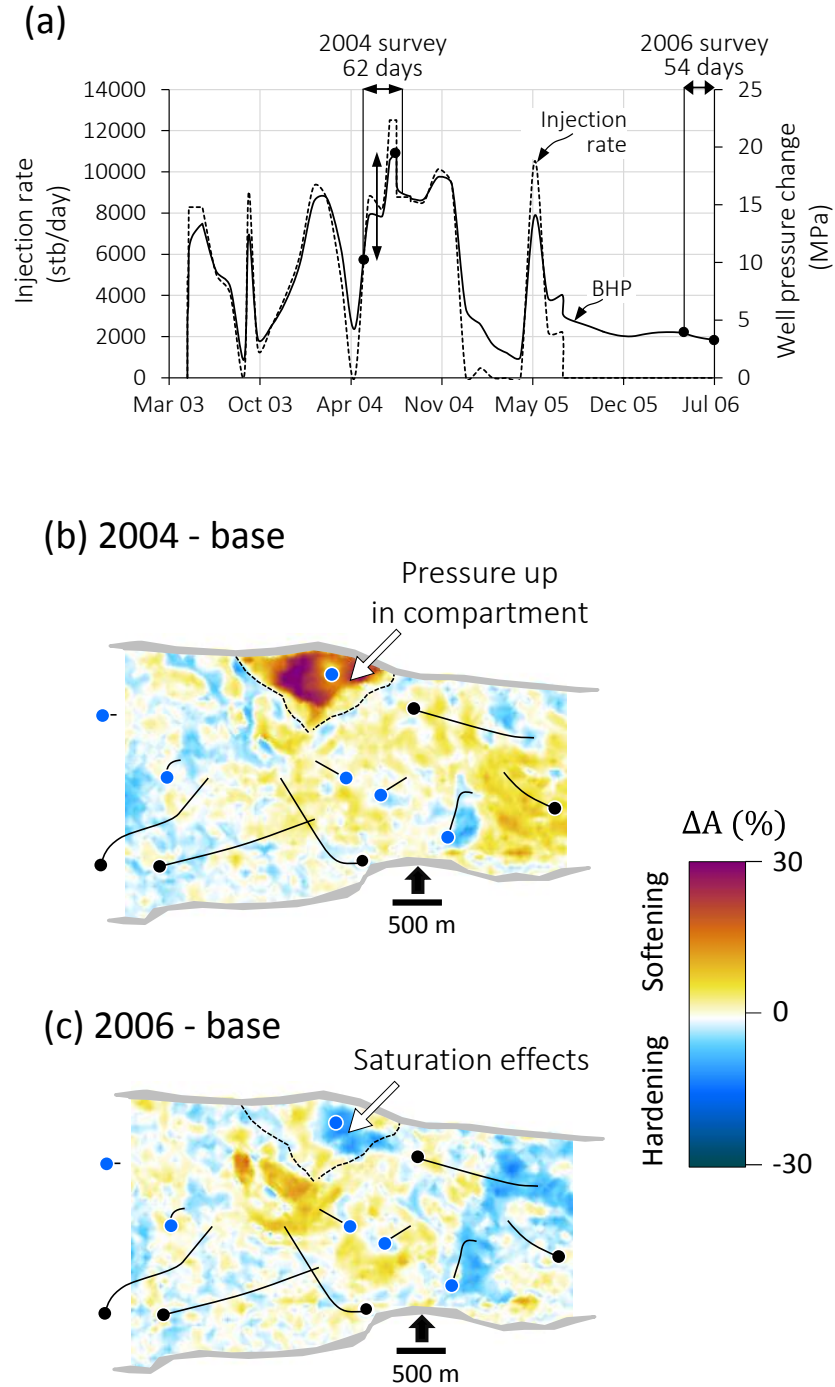 (a)
2004 survey
62 days
2006 survey
54 days
14000
12000
10000
8000
6000
4000
2000
0
Injection rate
(stb/day)
25
20
15
10
5
0
Well pressure change
(MPa)
Injection
rate
BHP
Mar 03
Oct 03
Apr 04
Nov 04
May 05
Dec 05
Jul 06
(b) 2004 - base
Pressure up
in compartment
500 m
ΔA (%)
30
0
-30
Softening
Hardening
(c) 2006 - base
Saturation effects
500 m